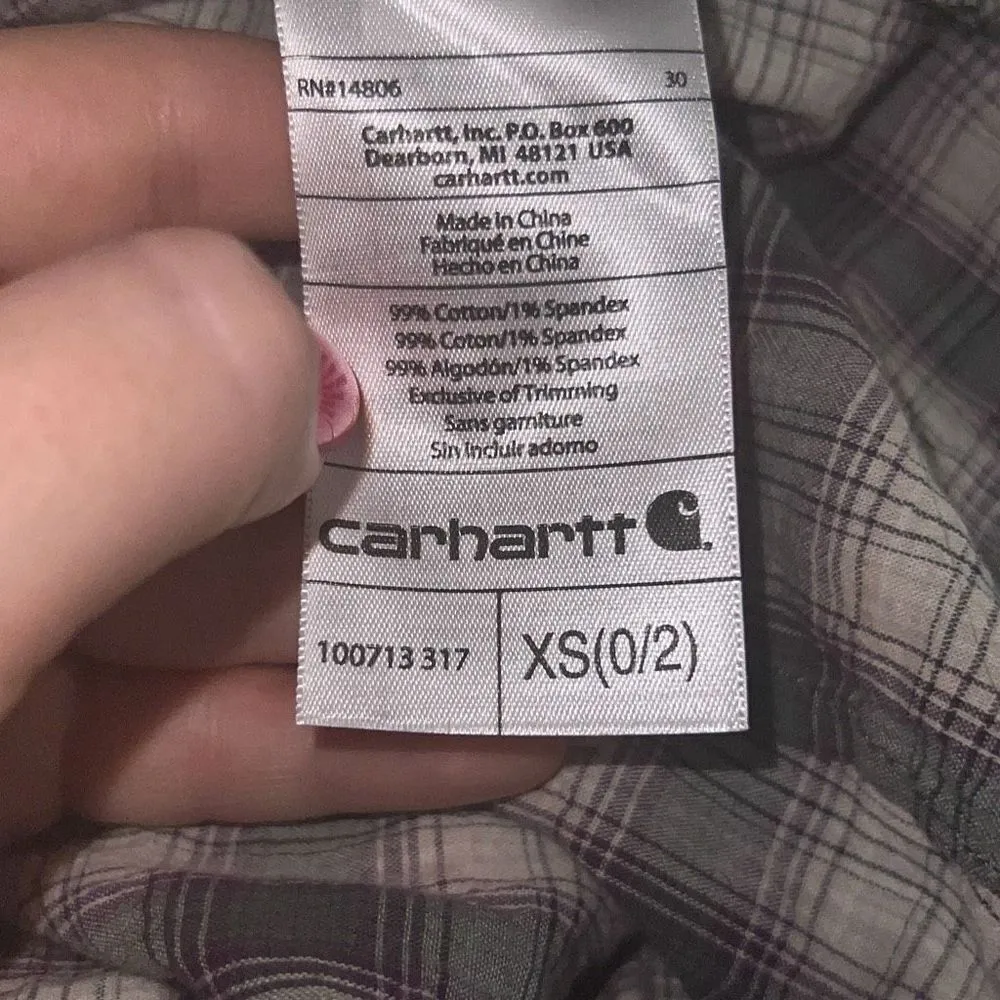 RN#14806 30
Carhartt, Inc. P.O. Box 600
Dearborn, MI 48121 USA
carhartt.com
Made in China
Fabriqué en Chine
Hecho en China
99% Cotton/1% Spandex
99% Coton/1% Spandex
99% Algodón/1% Spandex
Exclusive of Trimming
Sans garniture
Sin incluir adorno
carhartt
100713 317 XS(0/2)